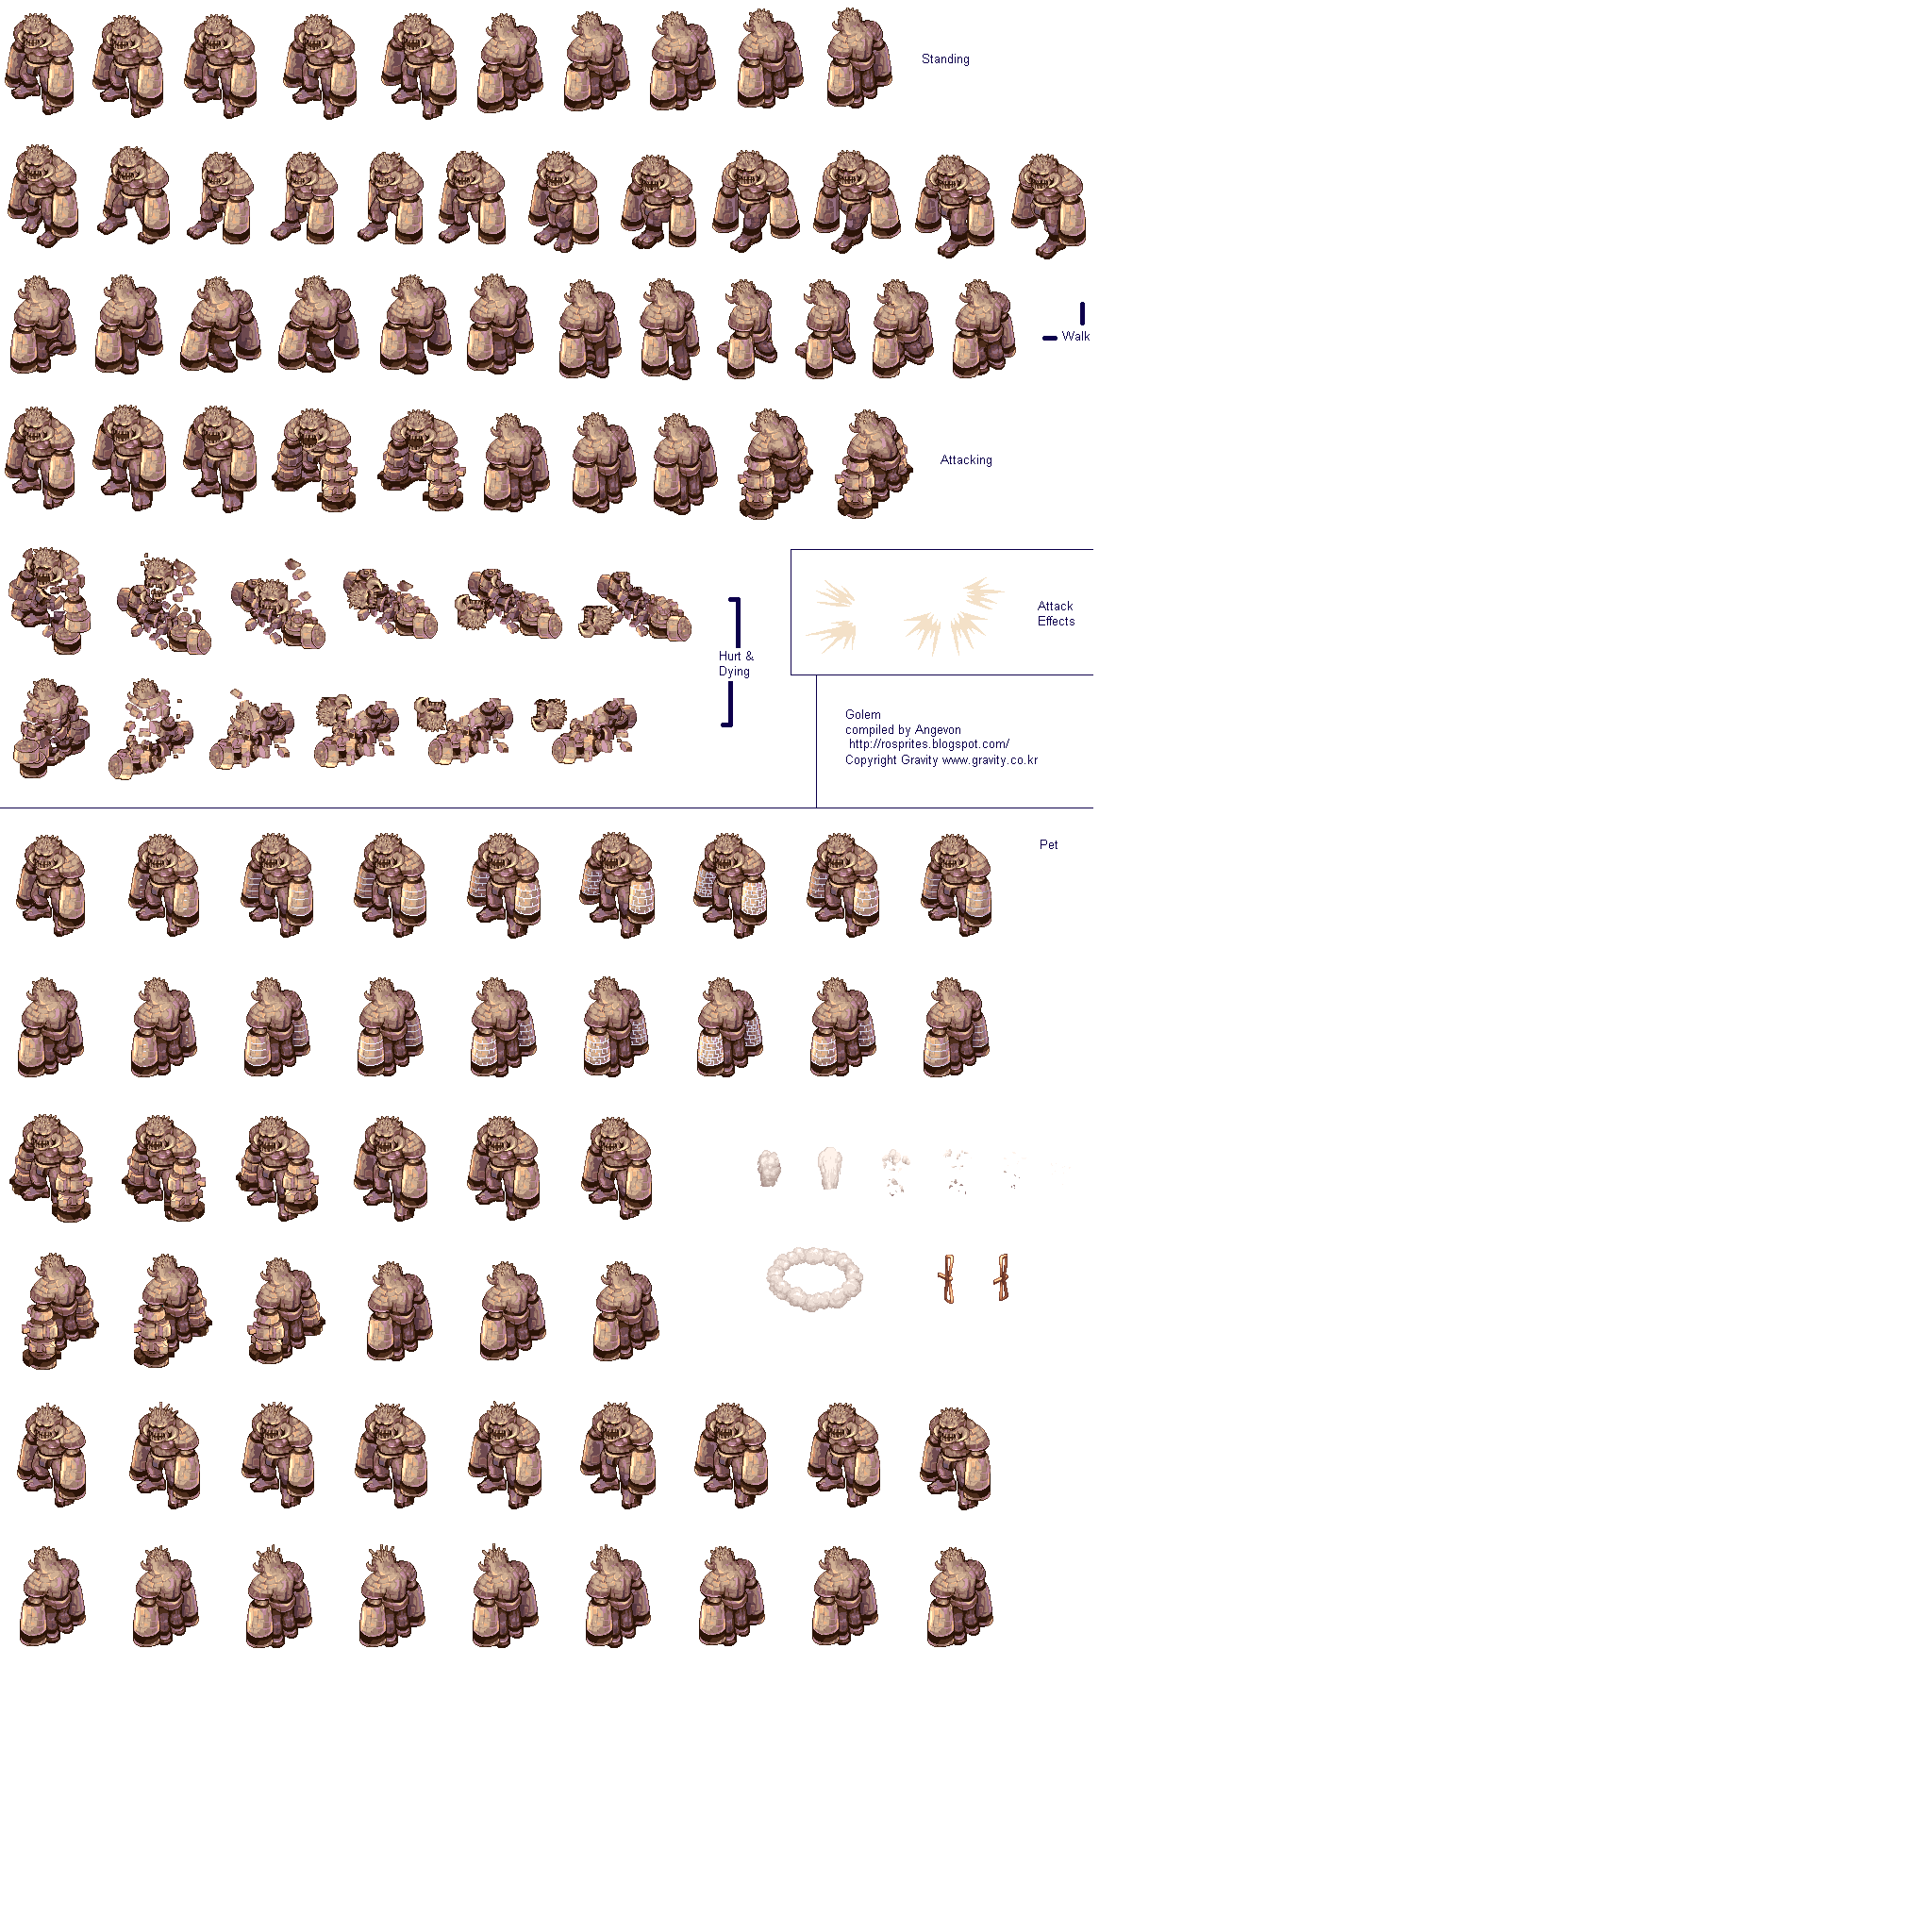 Standing
Walk
Attacking
Attack
Effects
Hurt &
Dying
Golem
compiled by Angevon
http://rosprites.blogspot.com/
Copyright Gravity www.gravity.co.kr
Pet